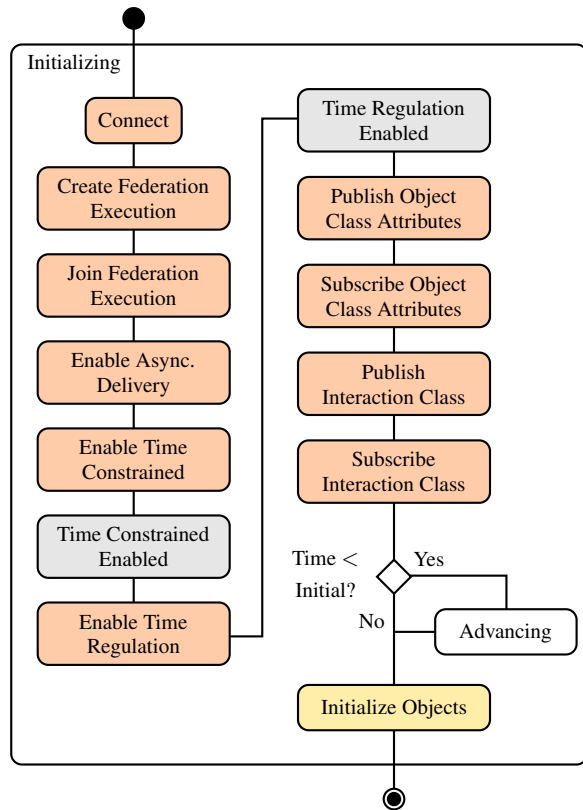 Initializing
Connect
Create Federation
Execution
Join Federation
Execution
Enable Async.
Delivery
Enable Time
Constrained
Time Constrained
Enabled
Enable Time
Regulation
Time Regulation
Enabled
Publish Object
Class Attributes
Subscribe Object
Class Attributes
Publish
Interaction Class
Subscribe
Interaction Class
Time <
Initial?
Yes
No
Advancing
Initialize Objects